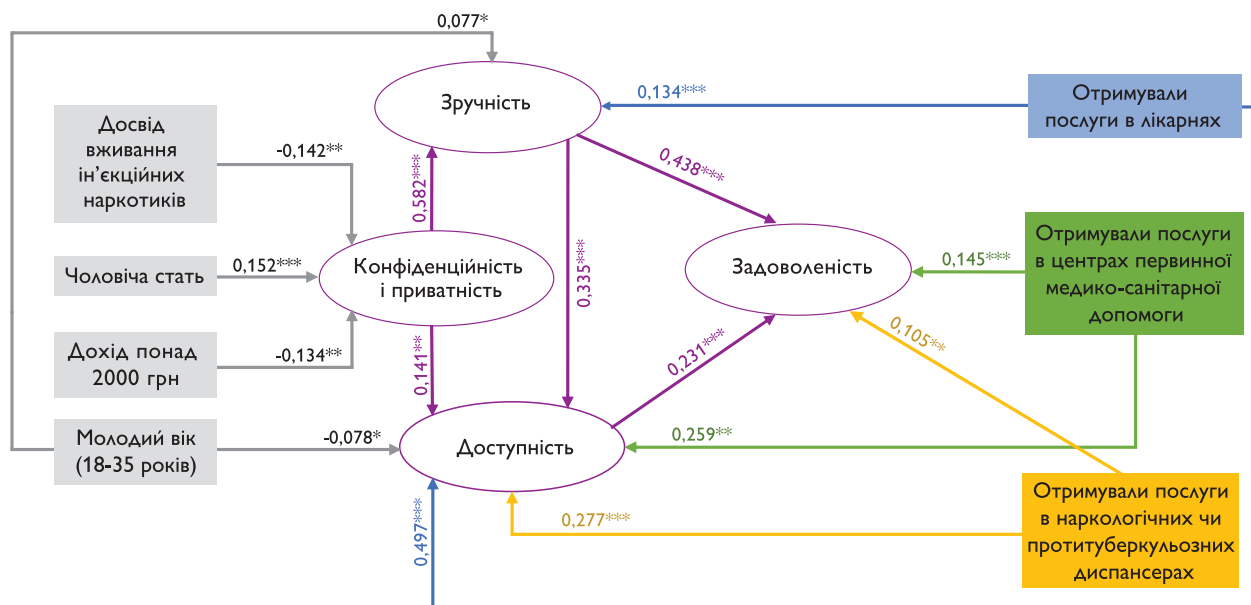 0,077*
Зручність
0,134***
Отримували
послуги в лікарнях
Досвід
вживання
ін’єкційних
наркотиків
-0,142**
0,582***
0,438***
0,335***
Чоловіча стать
0,152***
Конфіденційність
і приватність
Задоволеність
0,145***
Отримували послуги
в центрах первинної
медико-санітарної
допомоги
Дохід понад
2000 грн
-0,134**
0,141**
0,231***
0,105**
Молодий вік
(18-35 років)
-0,078*
Доступність
0,259**
0,497***
0,277***
Отримували послуги
в наркологічних чи
протитуберкульозних
диспансерах